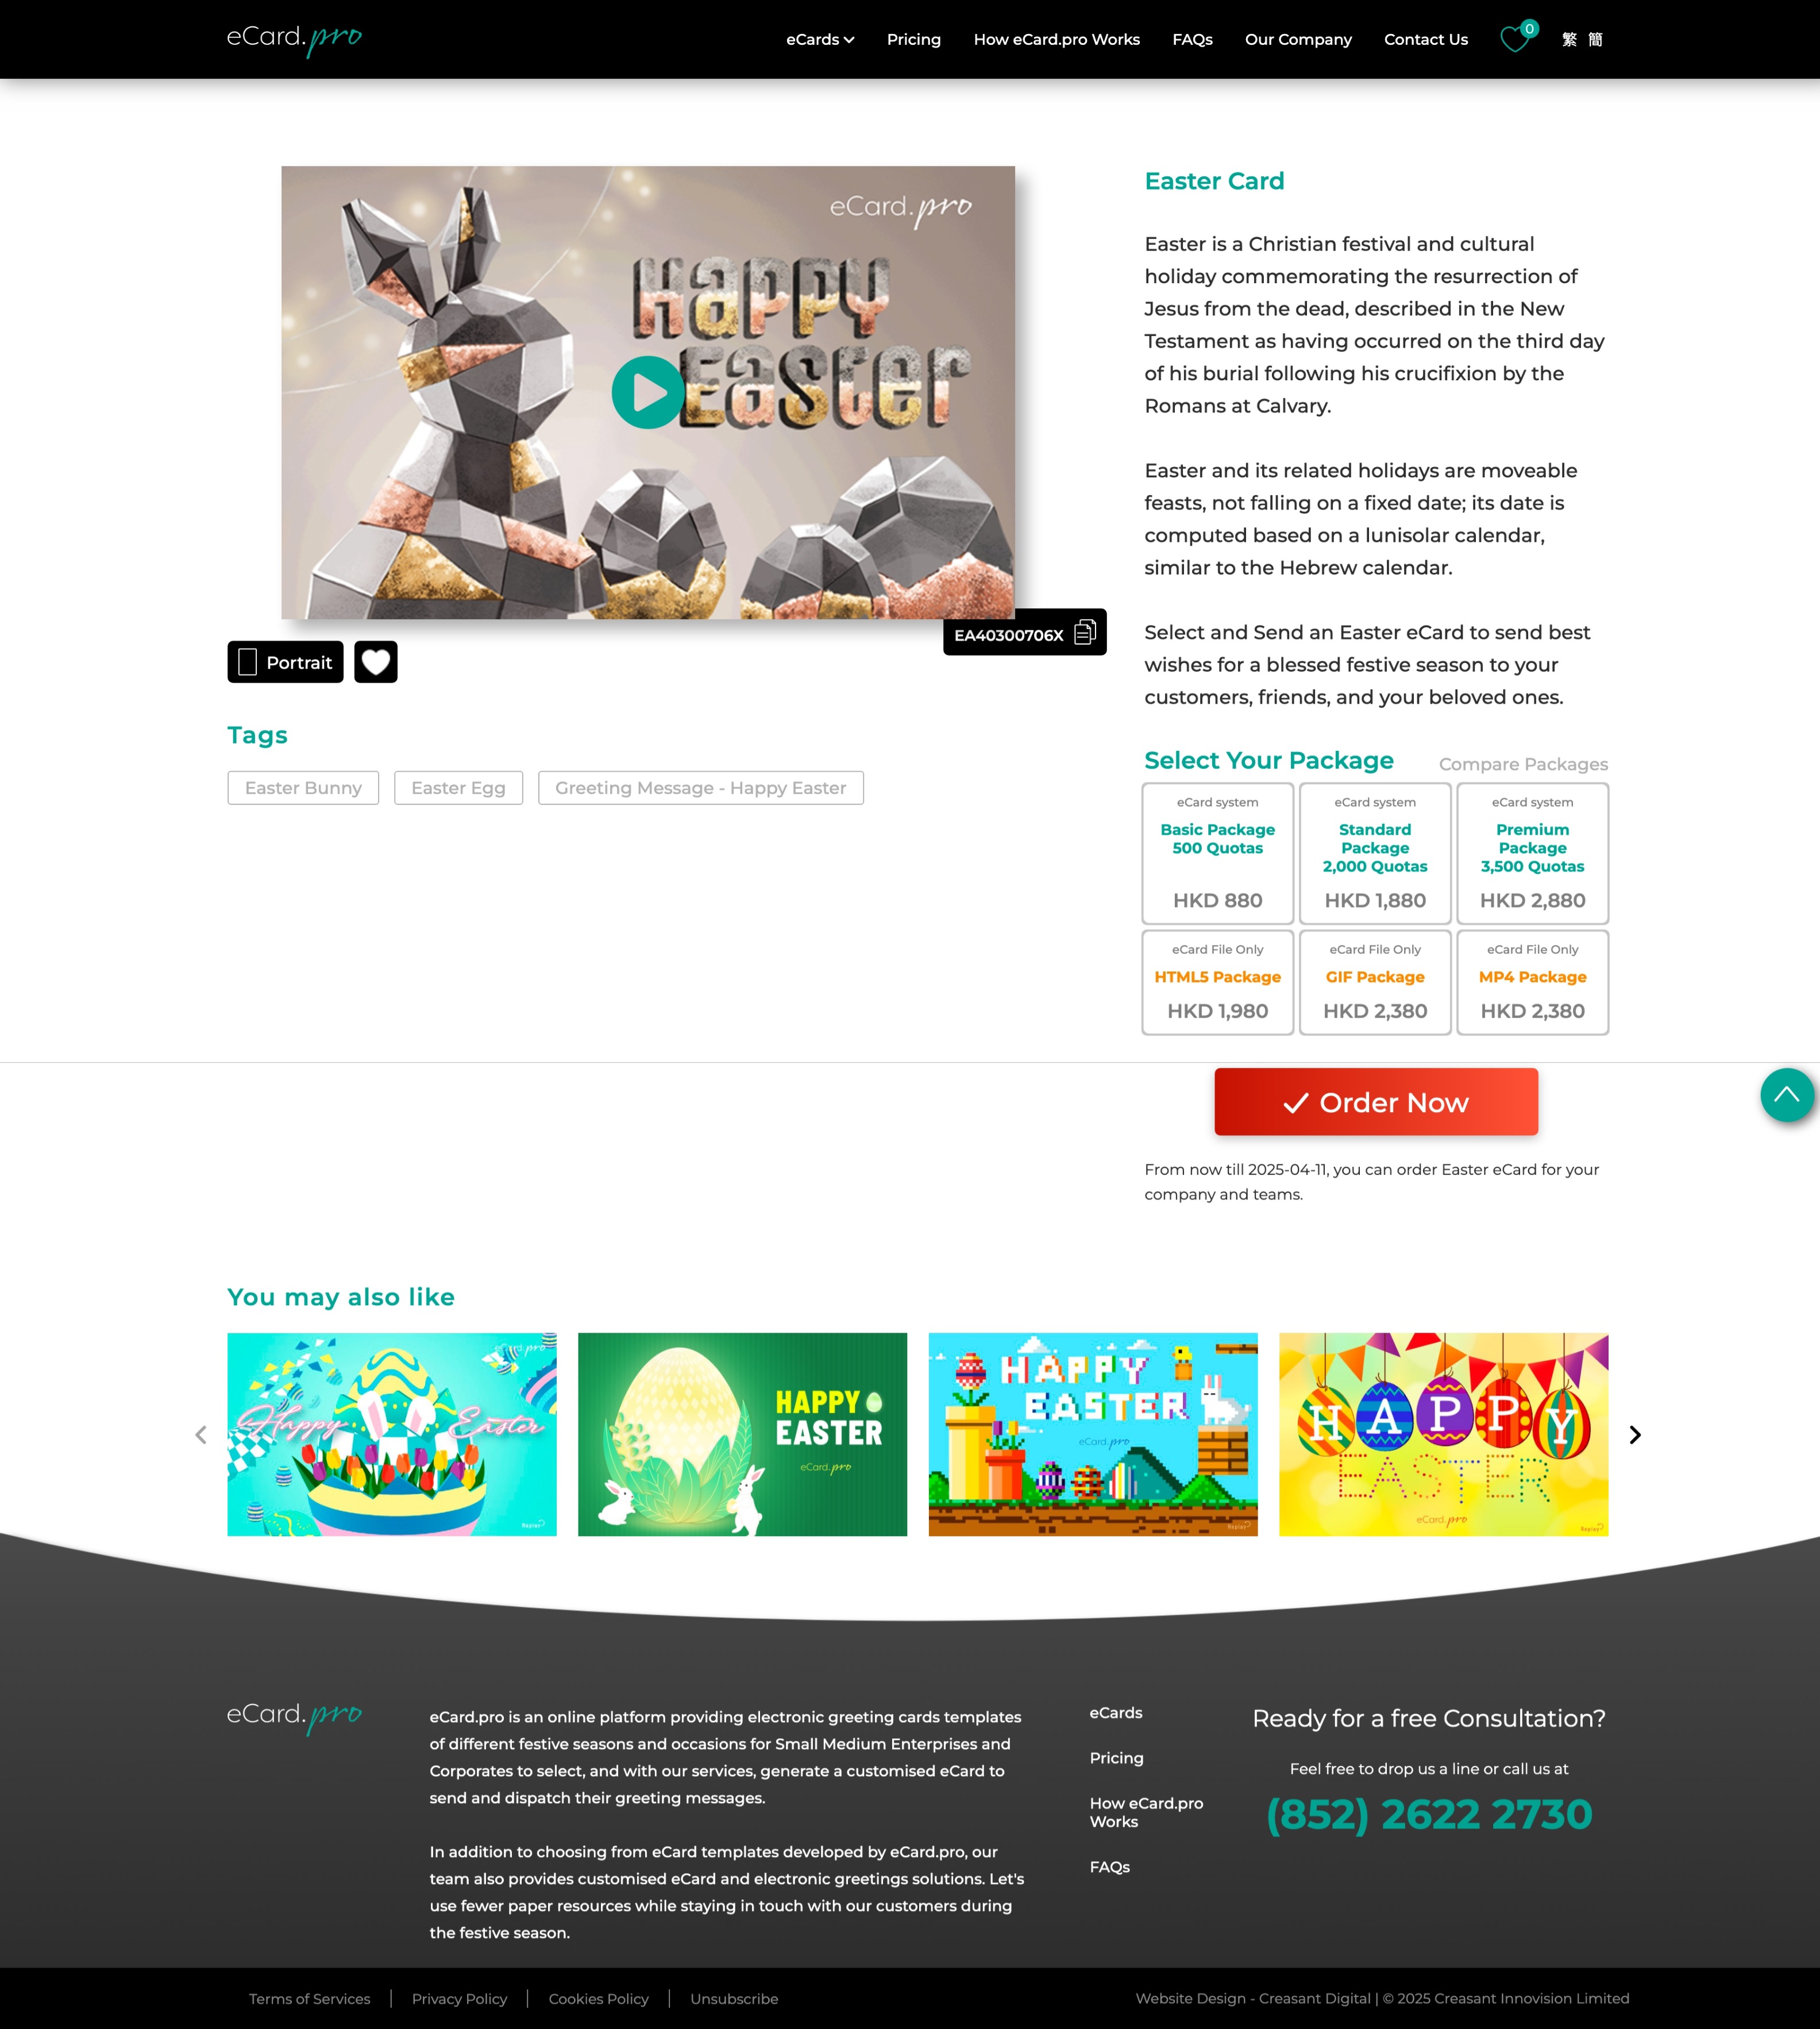 eCard.pro
eCards
Pricing
How eCard.pro Works
FAQs
Our Company
Contact Us
0
繁 簡
eCard.pro
Happy
Easter
EA40300706X
Portrait
Tags
Easter Bunny
Easter Egg
Greeting Message - Happy Easter
Easter Card
Easter is a Christian festival and cultural
holiday commemorating the resurrection of
Jesus from the dead, described in the New
Testament as having occurred on the third day
of his burial following his crucifixion by the
Romans at Calvary.
Easter and its related holidays are moveable
feasts, not falling on a fixed date; its date is
computed based on a lunisolar calendar,
similar to the Hebrew calendar.
Select and Send an Easter eCard to send best
wishes for a blessed festive season to your
customers, friends, and your beloved ones.
Select Your Package
Compare Packages
eCard system
Basic Package
500 Quotas
HKD 880
eCard system
Standard
Package
2,000 Quotas
HKD 1,880
eCard system
Premium
Package
3,500 Quotas
HKD 2,880
eCard File Only
HTML5 Package
HKD 1,980
eCard File Only
GIF Package
HKD 2,380
eCard File Only
MP4 Package
HKD 2,380
Order Now
From now till 2025-04-11, you can order Easter eCard for your
company and teams.
You may also like
eCard.pro
Happy Easter
Replay
HAPPY
EASTER
eCard.pro
HAPPY
EASTER
eCard.pro
Replay
HAPPY
EASTER
eCard.pro
Replay
eCard.pro
eCard.pro is an online platform providing electronic greeting cards templates
of different festive seasons and occasions for Small Medium Enterprises and
Corporates to select, and with our services, generate a customised eCard to
send and dispatch their greeting messages.
In addition to choosing from eCard templates developed by eCard.pro, our
team also provides customised eCard and electronic greetings solutions. Let's
use fewer paper resources while staying in touch with our customers during
the festive season.
eCards
Pricing
How eCard.pro
Works
FAQs
Ready for a free Consultation?
Feel free to drop us a line or call us at
(852) 2622 2730
Terms of Services
Privacy Policy
Cookies Policy
Unsubscribe
Website Design - Creasant Digital | © 2025 Creasant Innovision Limited